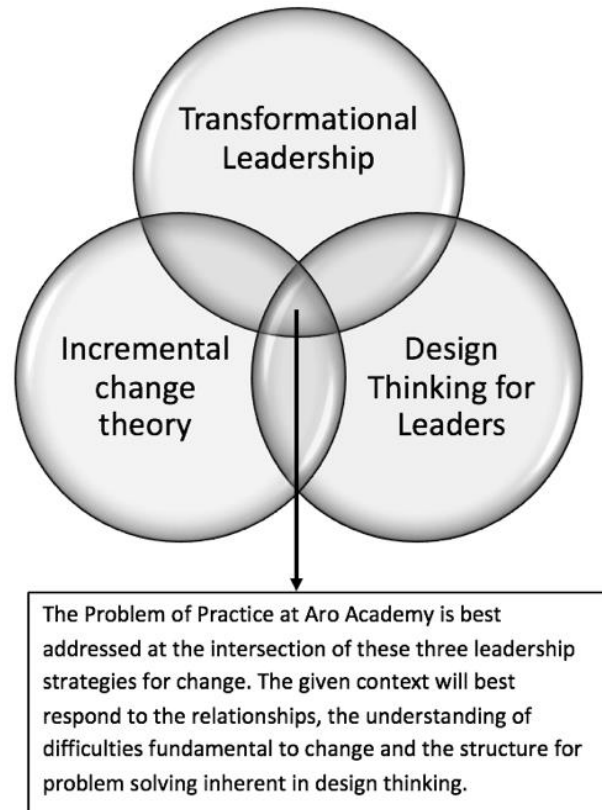 Transformational
Leadership
Incremental
change
theory
Design
Thinking for
Leaders
The Problem of Practice at Aro Academy is best
addressed at the intersection of these three leadership
strategies for change. The given context will best
respond to the relationships, the understanding of
difficulties fundamental to change and the structure for
problem solving inherent in design thinking.